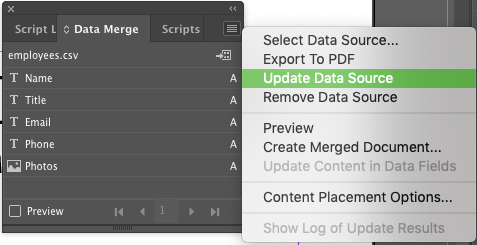 Script L
Data Merge
Scripts
employees.csv
T Name A
T Title A
T Email A
T Phone A
Photos A
Preview
1
Select Data Source...
Export To PDF
Update Data Source
Remove Data Source
Preview
Create Merged Document...
Update Content in Data Fields
Content Placement Options...
Show Log of Update Results